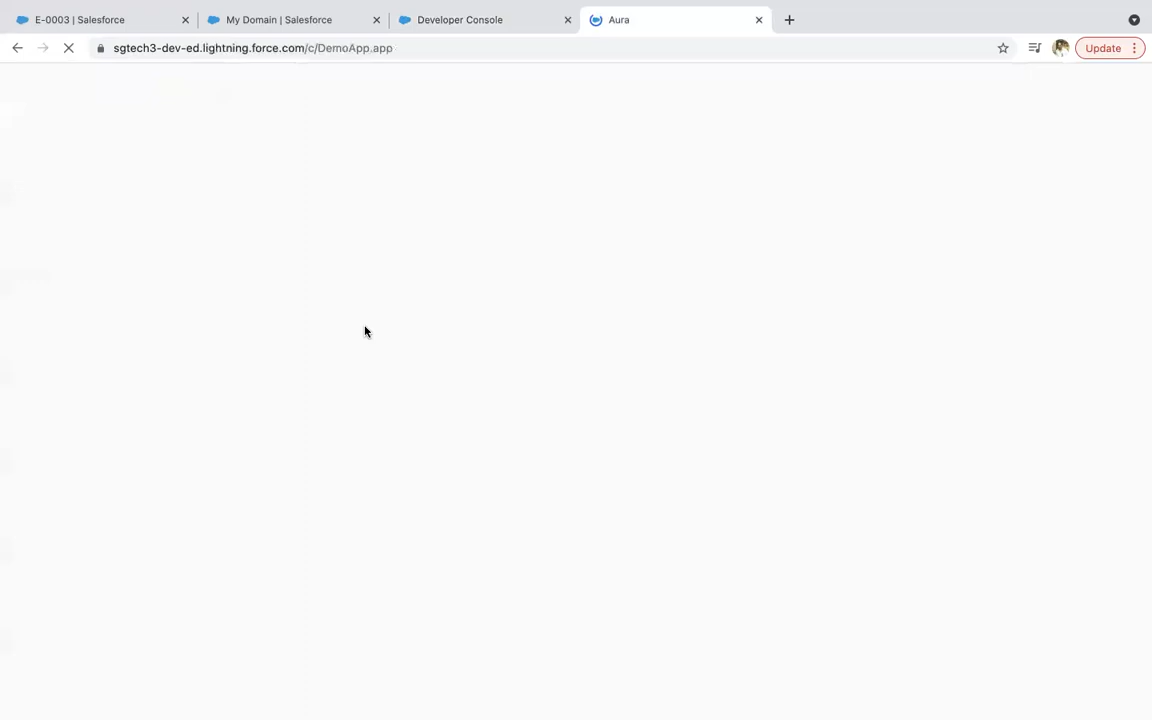 E-0003 | Salesforce
My Domain | Salesforce
Developer Console
Aura
sgtech3-dev-ed.lightning.force.com/c/DemoApp.app
Update